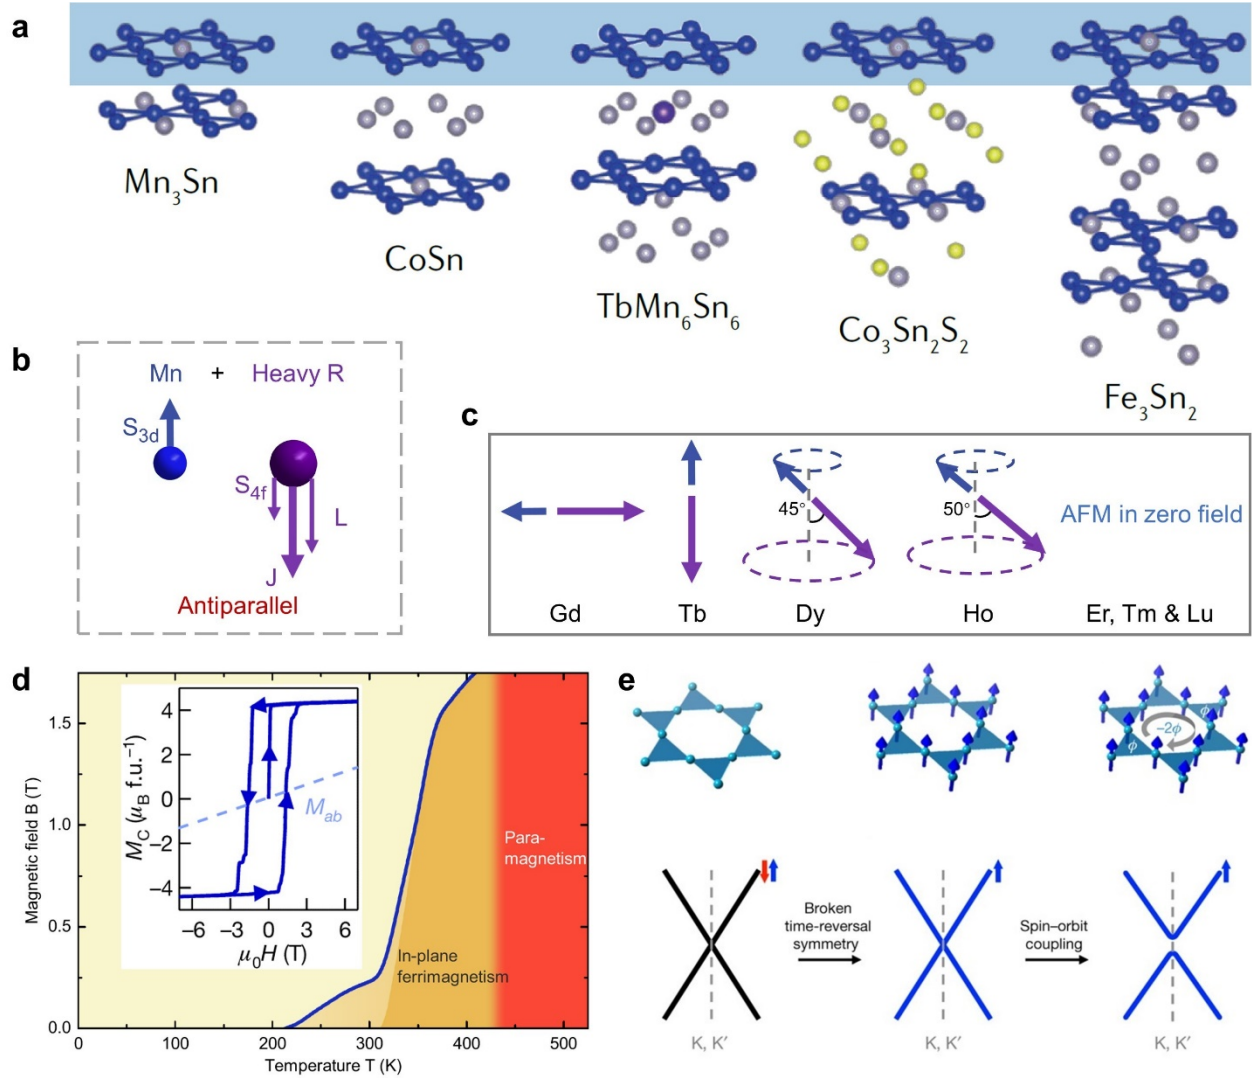 a
Mn₃Sn
CoSn
TbMn₆Sn₆
Co₃Sn₂S₂
Fe₃Sn₂
b
Mn + Heavy R
S₃d
S₄f
L
J
Antiparallel
c
45°
50°
AFM in zero field
Gd Tb Dy Ho Er, Tm & Lu
d
Magnetic field B (T)
1.5
1.0
0.5
0.0
0 100 200 300 400 500
Temperature T (K)
M_C (μ_B f.u.⁻¹)
4
2
0
−2
−4
−6 −3 0 3 6
μ₀H (T)
M_ab
Para-
magnetism
In-plane
ferrimagnetism
e
ϕ
−2ϕ
ϕ
Broken
time-reversal
symmetry
Spin–orbit
coupling
K, K′
K, K′
K, K′